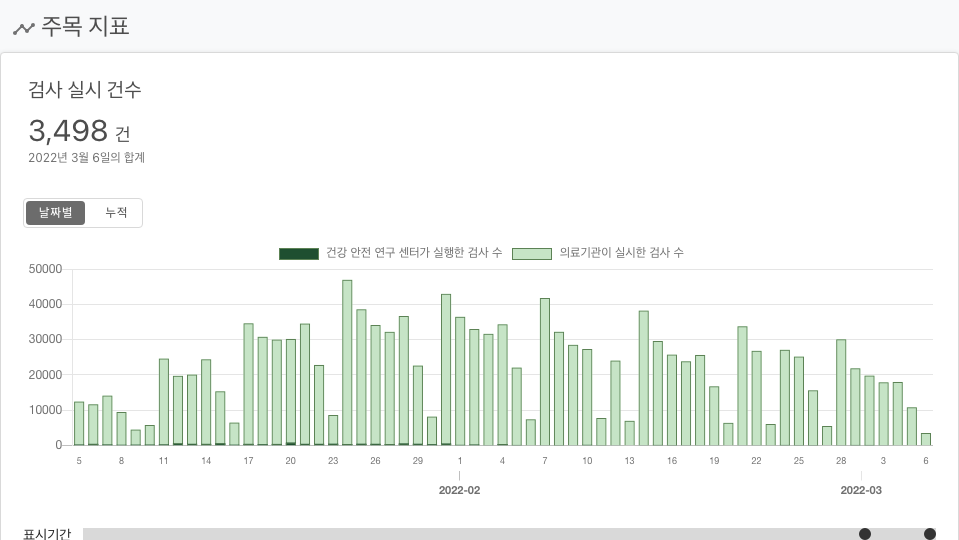 주목 지표
검사 실시 건수
3,498 건
2022년 3월 6일의 합계
날짜별 누적
건강 안전 연구 센터가 실행한 검사 수 의료기관이 실시한 검사 수
50000
40000
30000
20000
10000
0
5 8 11 14 17 20 23 26 29 1 4 7 10 13 16 19 22 25 28 3 6
2022-02 2022-03
표시기간